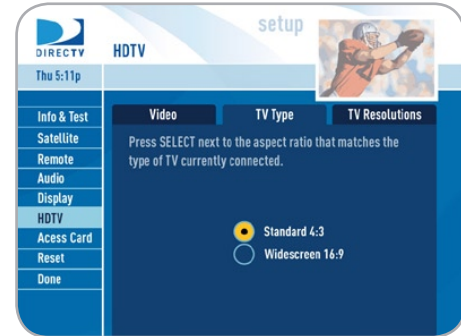 setup
DIRECTV
HDTV
Thu 5:11p
Info & Test
Satellite
Remote
Audio
Display
HDTV
Acess Card
Reset
Done
Video
TV Type
TV Resolutions
Press SELECT next to the aspect ratio that matches the
type of TV currently connected.
Standard 4:3
Widescreen 16:9